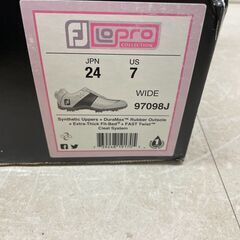 FJ LoPro
COLLECTION
JPN US
24 7
WIDE
97098J
Synthetic Uppers + DuraMax™ Rubber Outsole
+ Extra-Thick Fit-Bed® + FAST Twist™
Cleat System